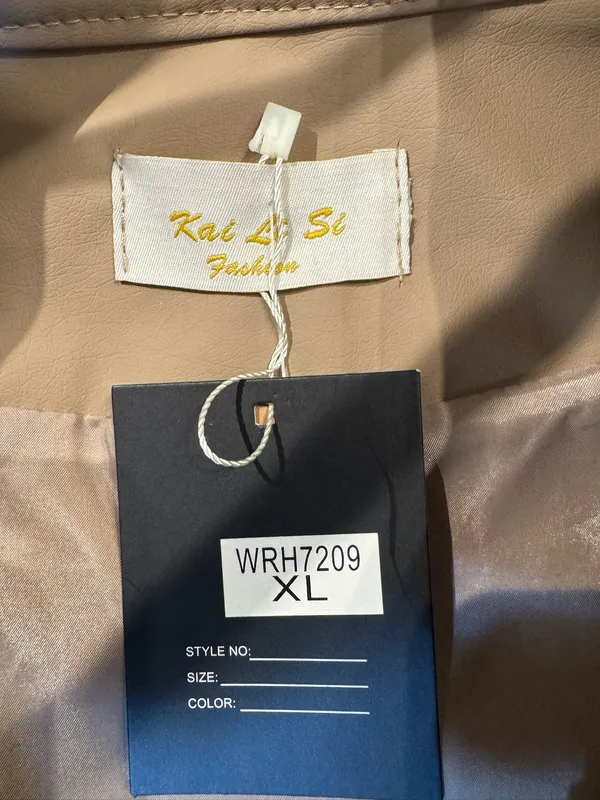 Kai Li Si
Fashion
WRH7209
XL
STYLE NO:
SIZE:
COLOR: